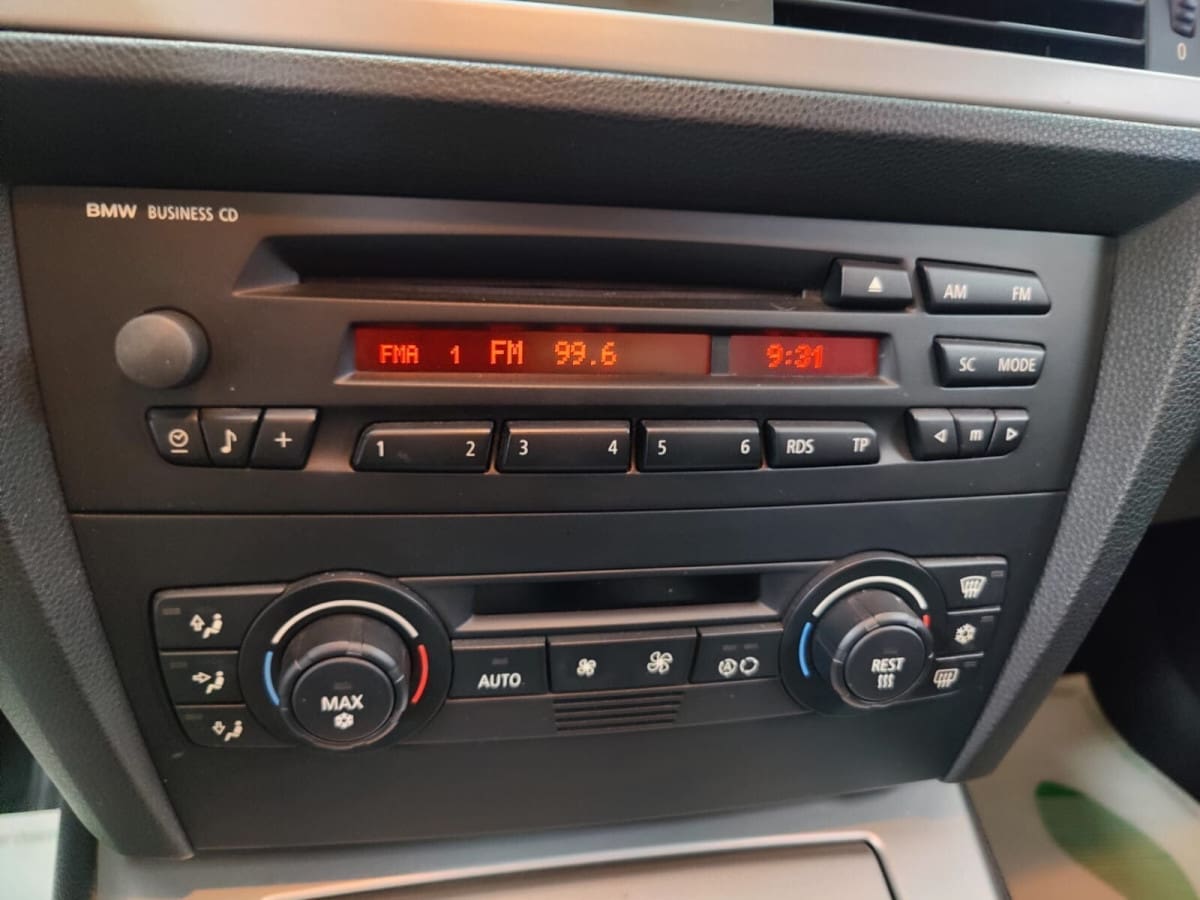 0
BMW BUSINESS CD
AM FM
FMA 1 FM 99.6 9:31
SC MODE
1 2 3 4 5 6 RDS TP m
AUTO
MAX
REST
A